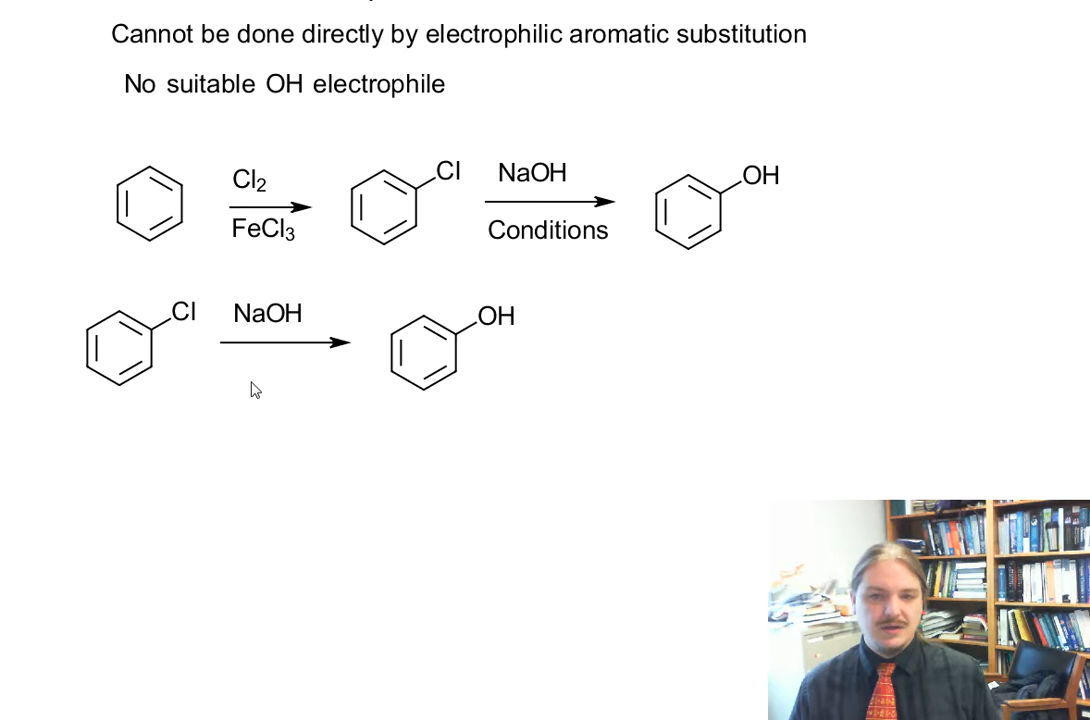 Cannot be done directly by electrophilic aromatic substitution
No suitable OH electrophile
Cl₂
FeCl₃
Cl
NaOH
Conditions
OH
Cl
NaOH
OH